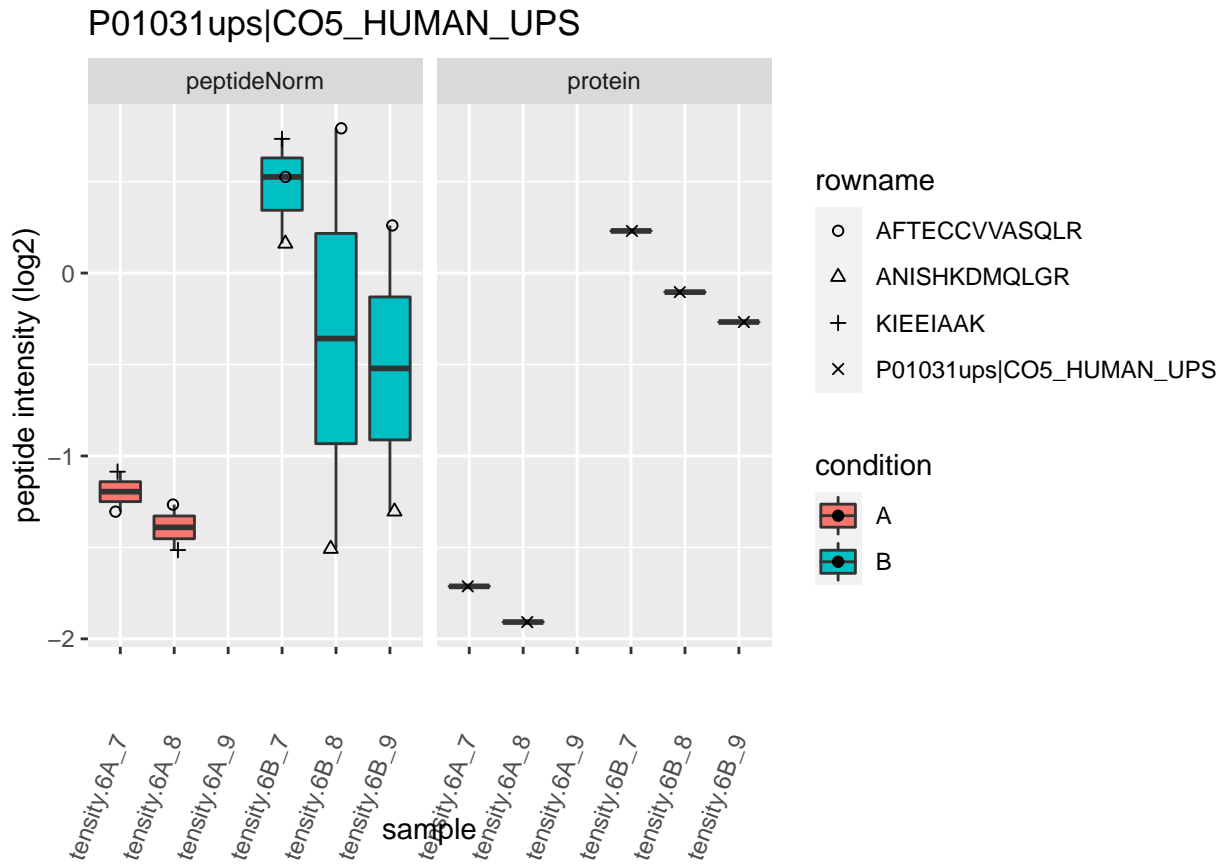 P01031ups|CO5_HUMAN_UPS
peptideNorm
protein
peptide intensity (log2)
0
−1
−2
tensity.6A_7
tensity.6A_8
tensity.6A_9
tensity.6B_7
tensity.6B_8
tensity.6B_9
tensity.6A_7
tensity.6A_8
tensity.6A_9
tensity.6B_7
tensity.6B_8
tensity.6B_9
sample
rowname
AFTECCVVASQLR
ANISHKDMQLGR
KIEEIAAK
P01031ups|CO5_HUMAN_UPS
condition
A
B